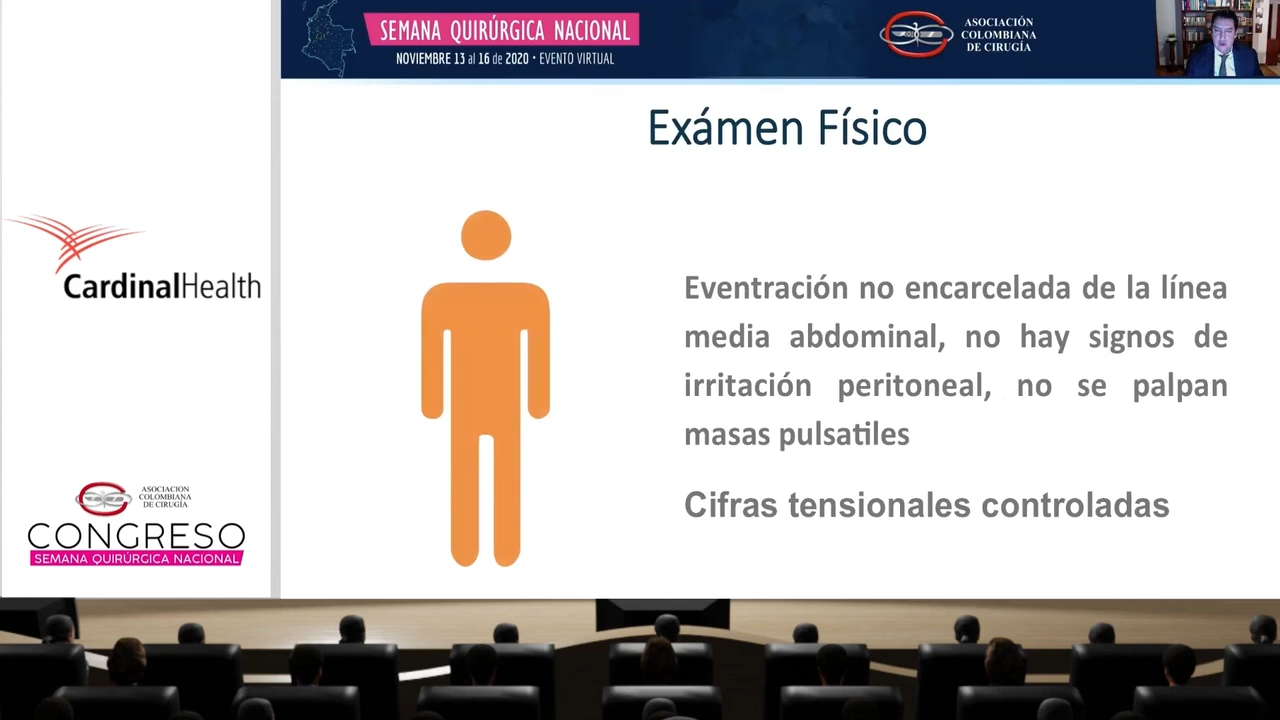 SEMANA QUIRÚRGICA NACIONAL
NOVIEMBRE 13 al 16 de 2020 • EVENTO VIRTUAL
ASOCIACIÓN
COLOMBIANA
DE CIRUGÍA
Exámen Físico
Eventración no encarcelada de la línea
media abdominal, no hay signos de
irritación peritoneal, no se palpan
masas pulsatiles
Cifras tensionales controladas
CardinalHealth
ASOCIACION
COLOMBIANA
DE CIRUGÍA
CONGRESO
SEMANA QUIRÚRGICA NACIONAL